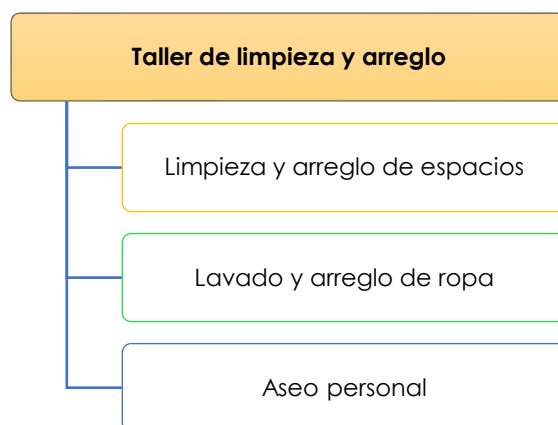 Taller de limpieza y arreglo
Limpieza y arreglo de espacios
Lavado y arreglo de ropa
Aseo personal